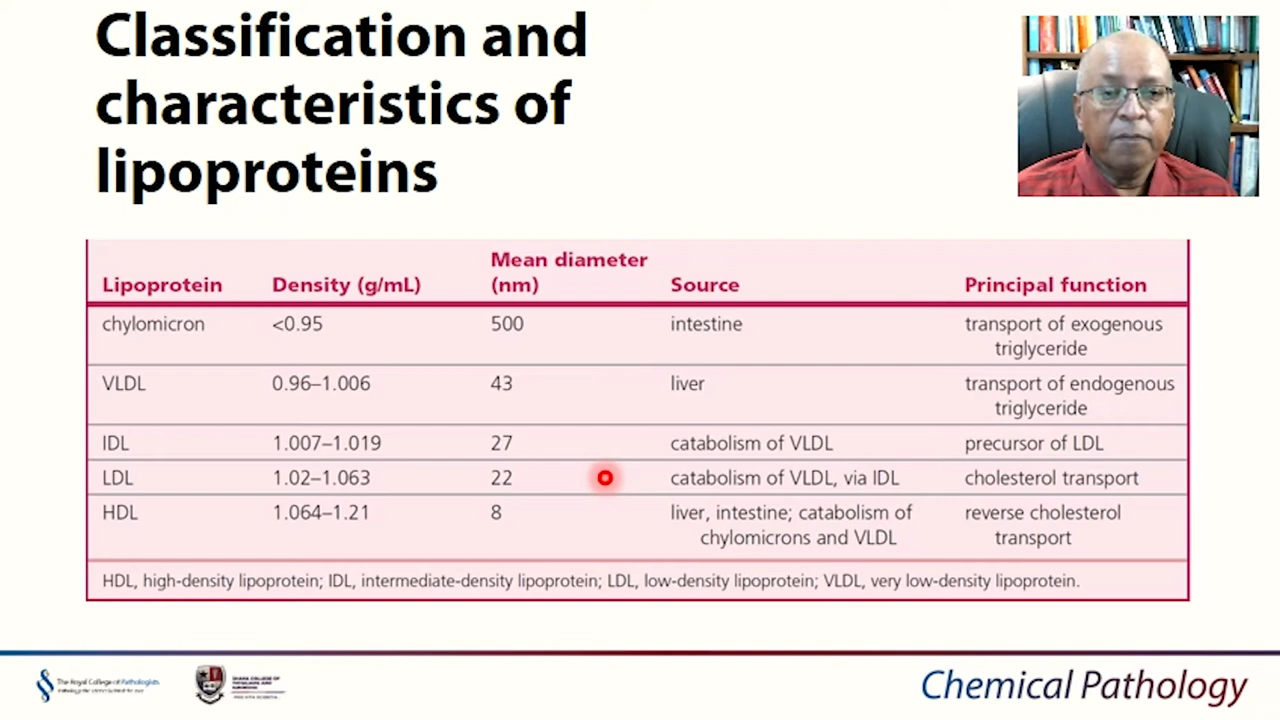 Classification and
characteristics of
lipoproteins
Lipoprotein Density (g/mL) Mean diameter (nm) Source Principal function
chylomicron <0.95 500 intestine transport of exogenous
triglyceride
VLDL 0.96–1.006 43 liver transport of endogenous
triglyceride
IDL 1.007–1.019 27 catabolism of VLDL precursor of LDL
LDL 1.02–1.063 22 catabolism of VLDL, via IDL cholesterol transport
HDL 1.064–1.21 8 liver, intestine; catabolism of reverse cholesterol
chylomicrons and VLDL transport
HDL, high-density lipoprotein; IDL, intermediate-density lipoprotein; LDL, low-density lipoprotein; VLDL, very low-density lipoprotein.
The Royal College of Pathologists
Chemical Pathology